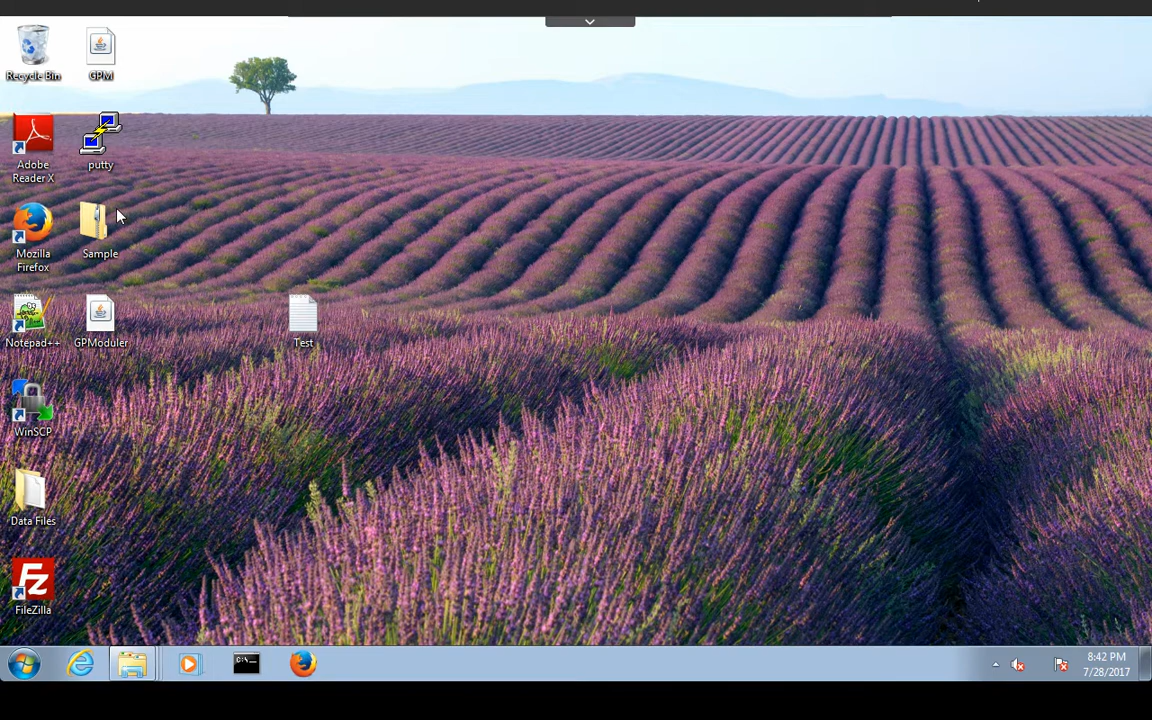 Recycle Bin
GPM
Adobe
Reader X
putty
Mozilla
Firefox
Sample
Notepad++
GPModuler
Test
WinSCP
Data Files
FileZilla
C:\_
8:42 PM
7/28/2017